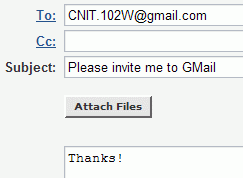 To: CNIT.102W@gmail.com
Cc:
Subject: Please invite me to GMail
Attach Files
Thanks!